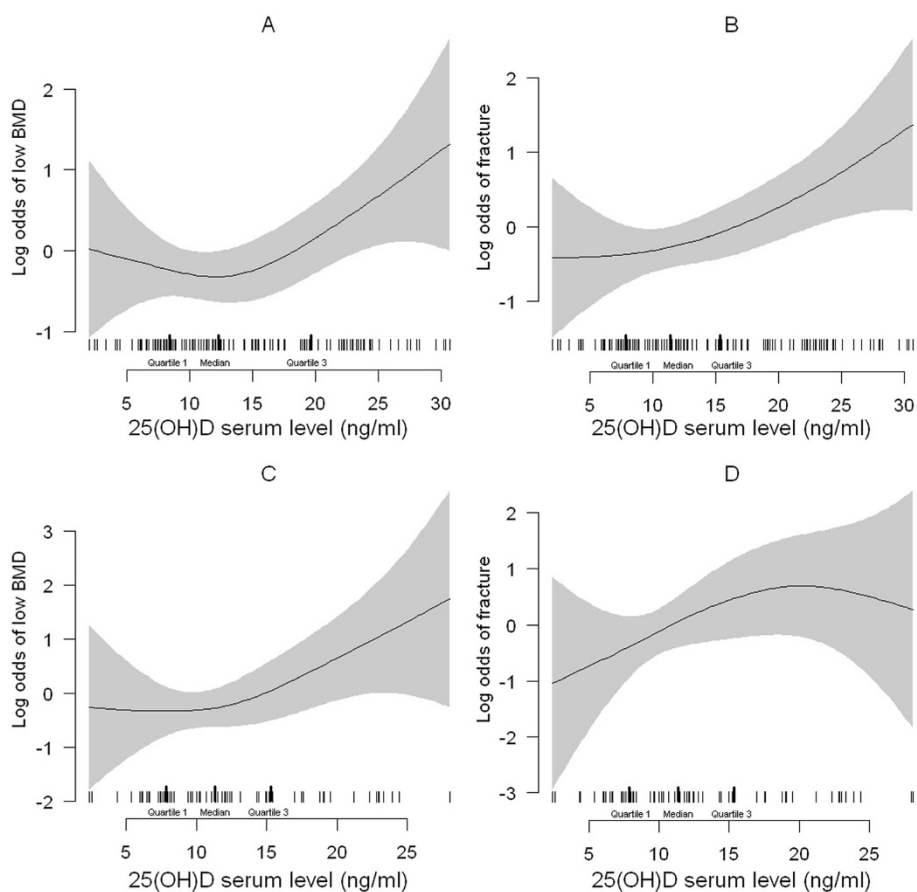 A
Log odds of low BMD
2
1
0
-1
Quartile 1 Median Quartile 3
5 10 15 20 25 30
25(OH)D serum level (ng/ml)
B
Log odds of fracture
2
1
0
-1
Quartile 1 Median Quartile 3
5 10 15 20 25 30
25(OH)D serum level (ng/ml)
C
Log odds of low BMD
3
2
1
0
-1
-2
Quartile 1 Median Quartile 3
5 10 15 20 25
25(OH)D serum level (ng/ml)
D
Log odds of fracture
2
1
0
-1
-2
-3
Quartile 1 Median Quartile 3
5 10 15 20 25
25(OH)D serum level (ng/ml)